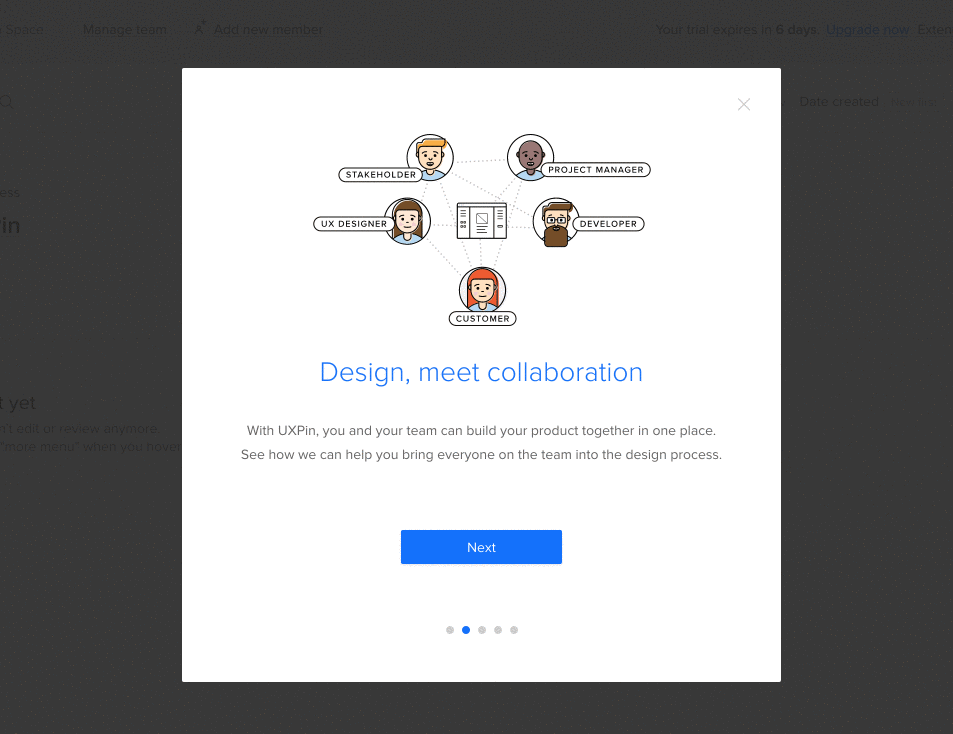 Space Manage team Add new member Your trial expires in 6 days. Upgrade now. Exten
Date created
STAKEHOLDER
PROJECT MANAGER
UX DESIGNER
DEVELOPER
CUSTOMER
ess
in
Design, meet collaboration
t yet
n't edit or review anymore.
"more menu" when you hover
With UXPin, you and your team can build your product together in one place.
See how we can help you bring everyone on the team into the design process.
Next